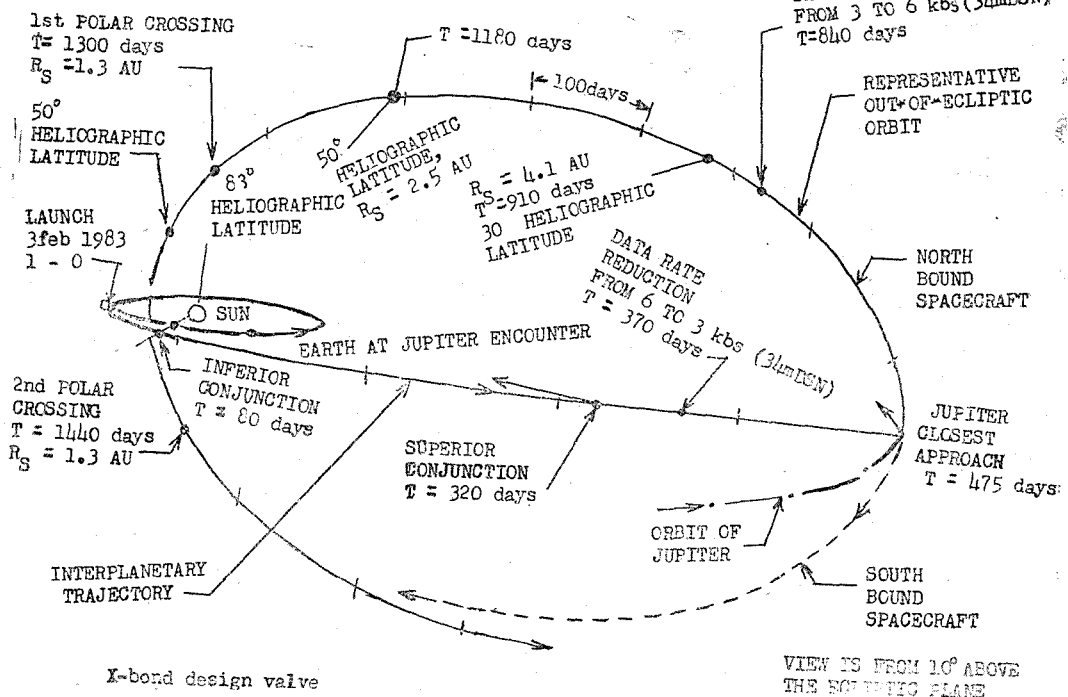 1st POLAR CROSSING
T= 1300 days
R_S =1.3 AU
T =1180 days
FROM 3 TO 6 kbs (34mDSN)
T=840 days
100days
REPRESENTATIVE
OUT-OF-ECLIPTIC
ORBIT
50°
HELIOGRAPHIC
LATITUDE
50°
HELIOGRAPHIC
LATITUDE,
R_S = 2.5 AU
83°
HELIOGRAPHIC
LATITUDE
R_S = 4.1 AU
T =910 days
30 HELIOGRAPHIC
LATITUDE
LAUNCH
3feb 1983
1 - 0
DATA RATE
REDUCTION
FROM 6 TO 3 kbs (34mDSN)
T = 370 days
NORTH
BOUND
SPACECRAFT
SUN
EARTH AT JUPITER ENCOUNTER
INFERIOR
CONJUNCTION
T = 80 days
2nd POLAR
CROSSING
T = 1440 days
R_S = 1.3 AU
SUPERIOR
CONJUNCTION
T = 320 days
JUPITER
CLOSEST
APPROACH
T = 475 days
ORBIT OF
JUPITER
INTERPLANETARY
TRAJECTORY
SOUTH
BOUND
SPACECRAFT
X-bond design valve
VIEW IS FROM 10° ABOVE
THE ECLIPTIC PLANE